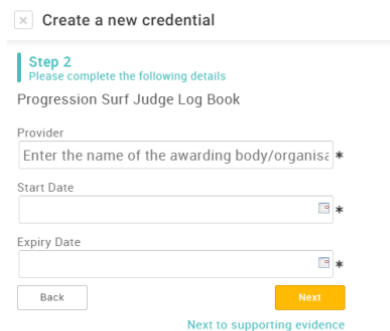 Create a new credential
Step 2
Please complete the following details
Progression Surf Judge Log Book
Provider
Enter the name of the awarding body/organisa *
Start Date
*
Expiry Date
*
Back Next
Next to supporting evidence